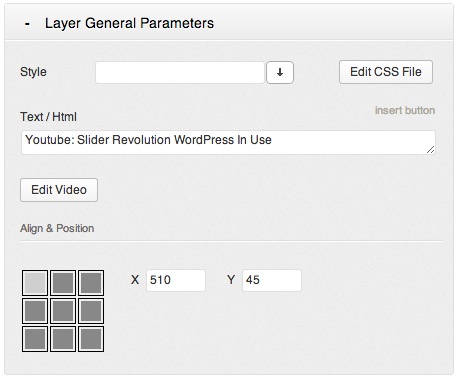 - Layer General Parameters
Style Edit CSS File
insert button
Text / Html
Youtube: Slider Revolution WordPress In Use
Edit Video
Align & Position
X 510 Y 45